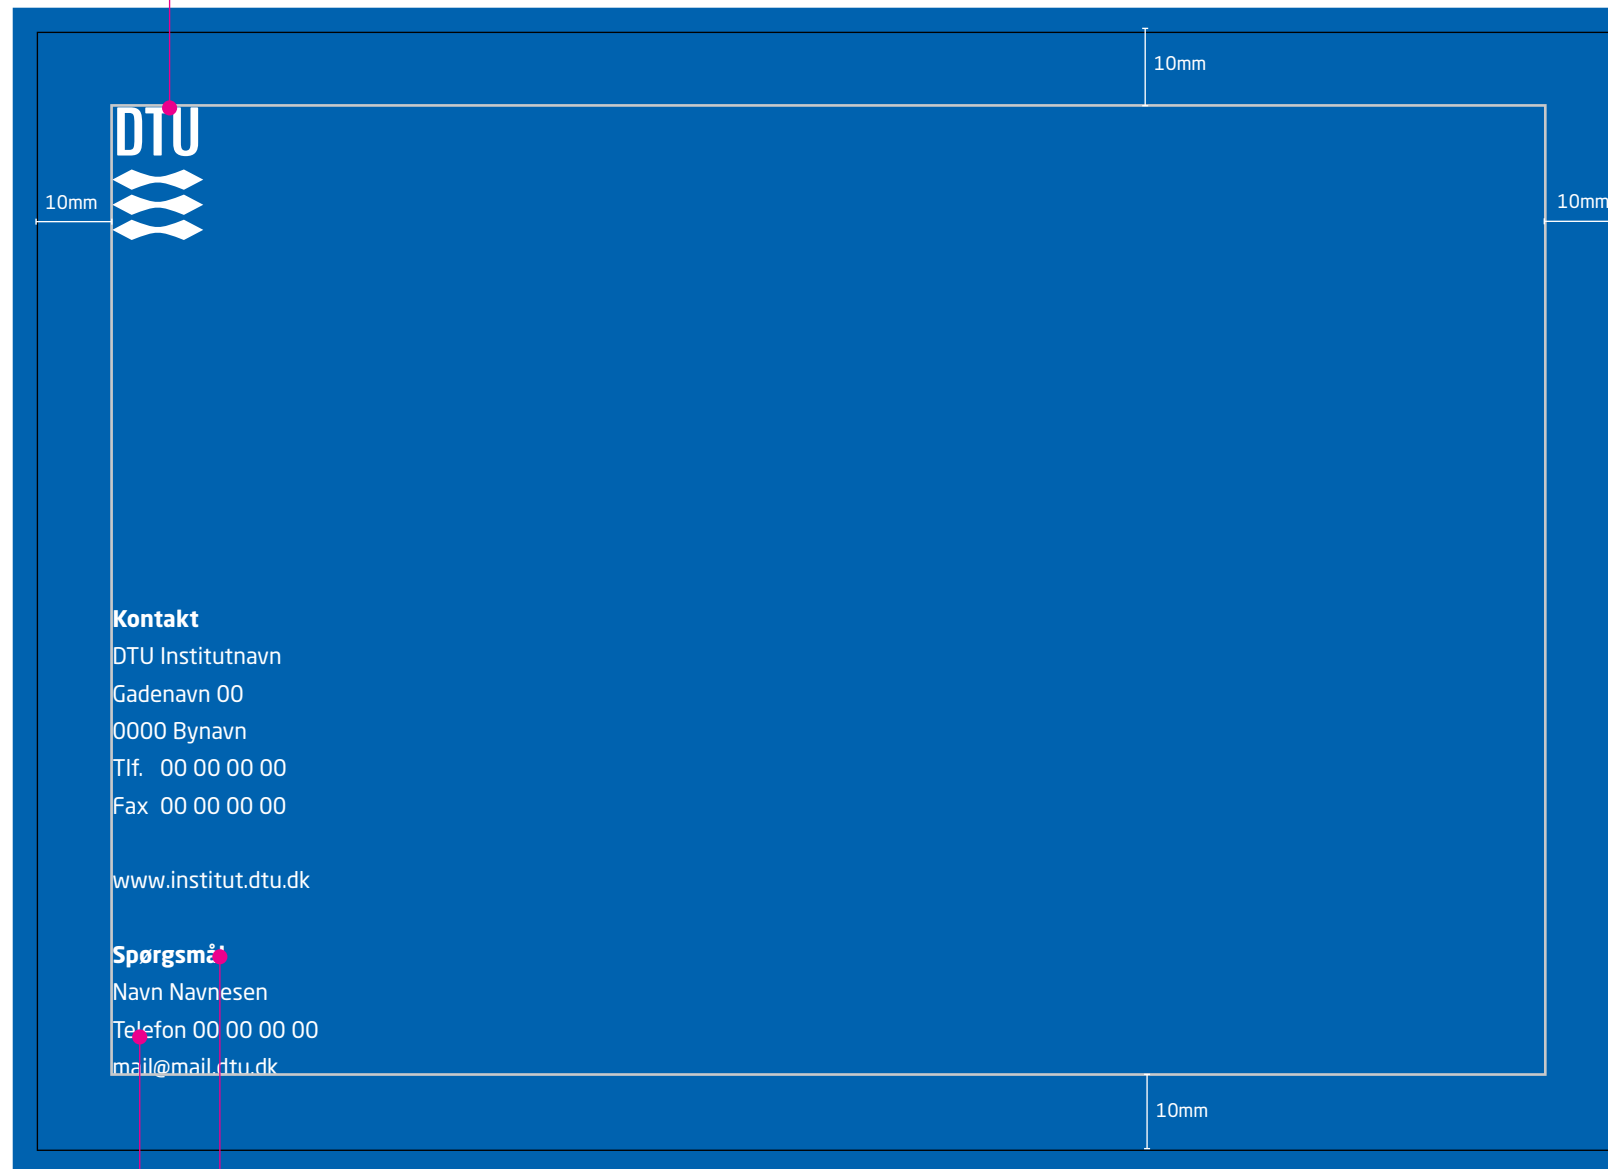 10mm
DTU
10mm
10mm
Kontakt
DTU Institutnavn
Gadenavn 00
0000 Bynavn
Tlf. 00 00 00 00
Fax 00 00 00 00
www.institut.dtu.dk
Spørgsmål
Navn Navnesen
Telefon 00 00 00 00
mail@mail.dtu.dk
10mm